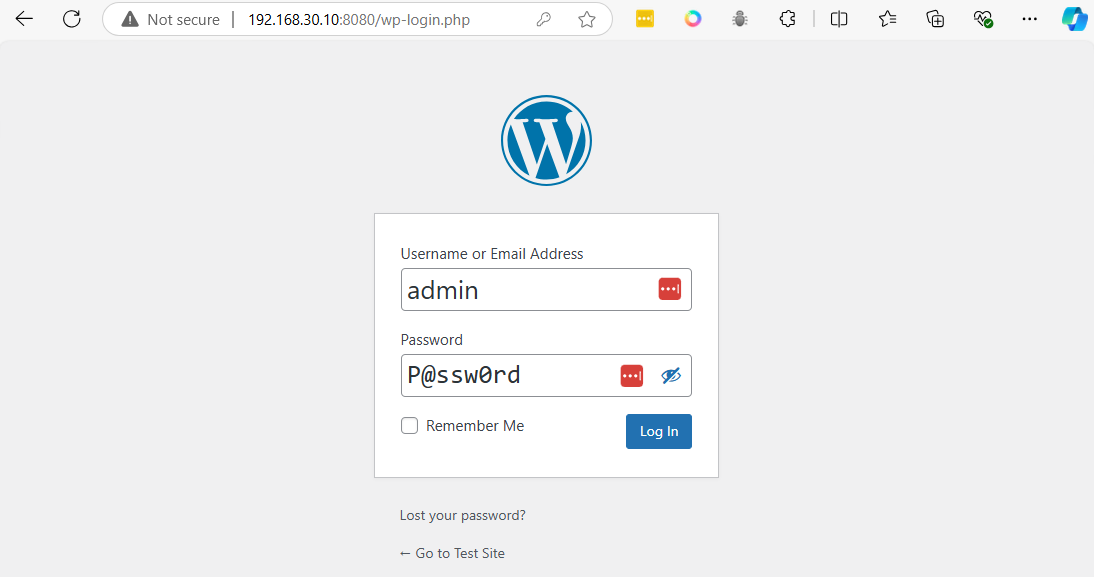 Not secure | 192.168.30.10:8080/wp-login.php
W
Username or Email Address
admin
Password
P@ssw0rd
Remember Me
Log In
Lost your password?
← Go to Test Site